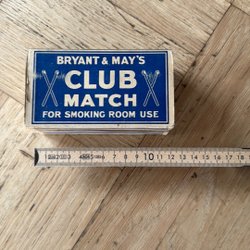 BRYANT & MAY'S
CLUB
MATCH
FOR SMOKING ROOM USE
7 8 9 10 11 12 13 14 15 16 17 18